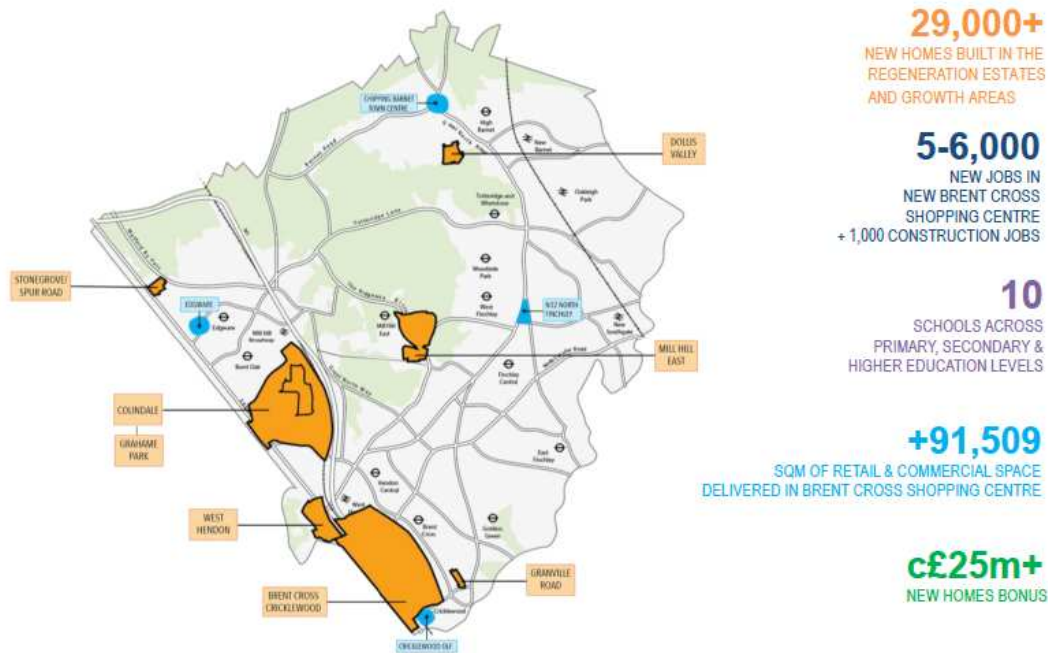 29,000+
NEW HOMES BUILT IN THE
REGENERATION ESTATES
AND GROWTH AREAS
5-6,000
NEW JOBS IN
NEW BRENT CROSS
SHOPPING CENTRE
+ 1,000 CONSTRUCTION JOBS
10
SCHOOLS ACROSS
PRIMARY, SECONDARY &
HIGHER EDUCATION LEVELS
+91,509
SQM OF RETAIL & COMMERCIAL SPACE
DELIVERED IN BRENT CROSS SHOPPING CENTRE
c£25m+
NEW HOMES BONUS
CHIPPING BARNET
TOWN CENTRE
High
Barnet
New
Barnet
DOLLIS
VALLEY
Barnet Road
Oakleigh
Park
Totteridge and
Whetstone
Totteridge Lane
Woodside
Park
STONEGROVE/
SPUR ROAD
The Ridgeway
EDGWARE
Edgware
West
Finchley
N12 NORTH
FINCHLEY
New
Southgate
Mill Hill
Broadway
Mill Hill
East
MILL HILL
EAST
Burnt Oak
Finchley
Central
COLINDALE
GRAHAME
PARK
East
Finchley
Hendon
Central
WEST
HENDON
West
Brent
Cross
Golders
Green
GRANVILLE
ROAD
BRENT CROSS
CRICKLEWOOD
Cricklewood